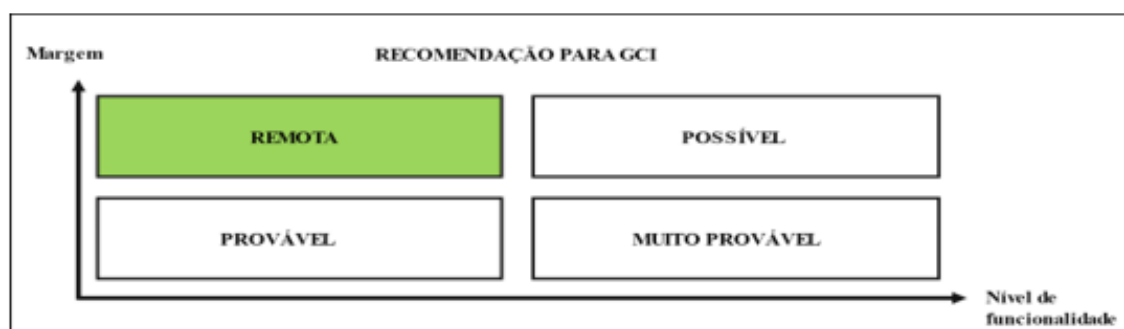 Margem
RECOMENDAÇÃO PARA GCI
REMOTA
POSSÍVEL
PROVÁVEL
MUITO PROVÁVEL
Nível de
funcionalidade